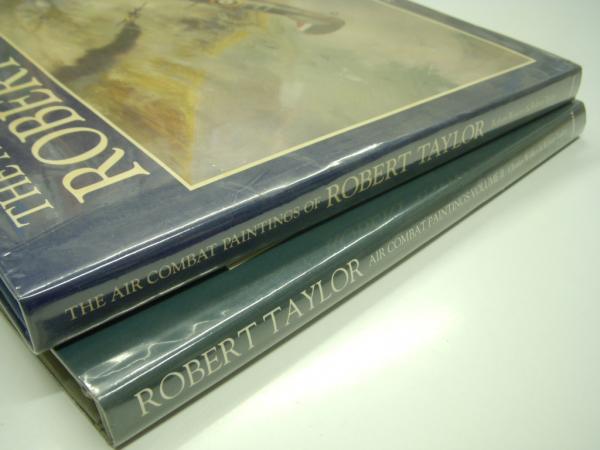 THE
ROBERT
THE AIR COMBAT PAINTINGS OF ROBERT TAYLOR
ROBERT TAYLOR AIR COMBAT PAINTINGS VOLUME II